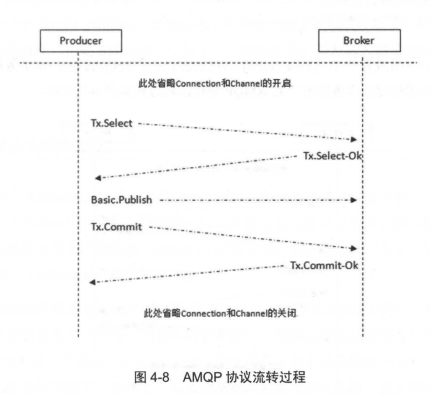 Producer
Broker
此处省略Connection和Channel的开启
Tx.Select
Tx.Select-Ok
Basic.Publish
Tx.Commit
Tx.Commit-Ok
此处省略Connection和Channel的关闭
图 4-8 AMQP 协议流转过程